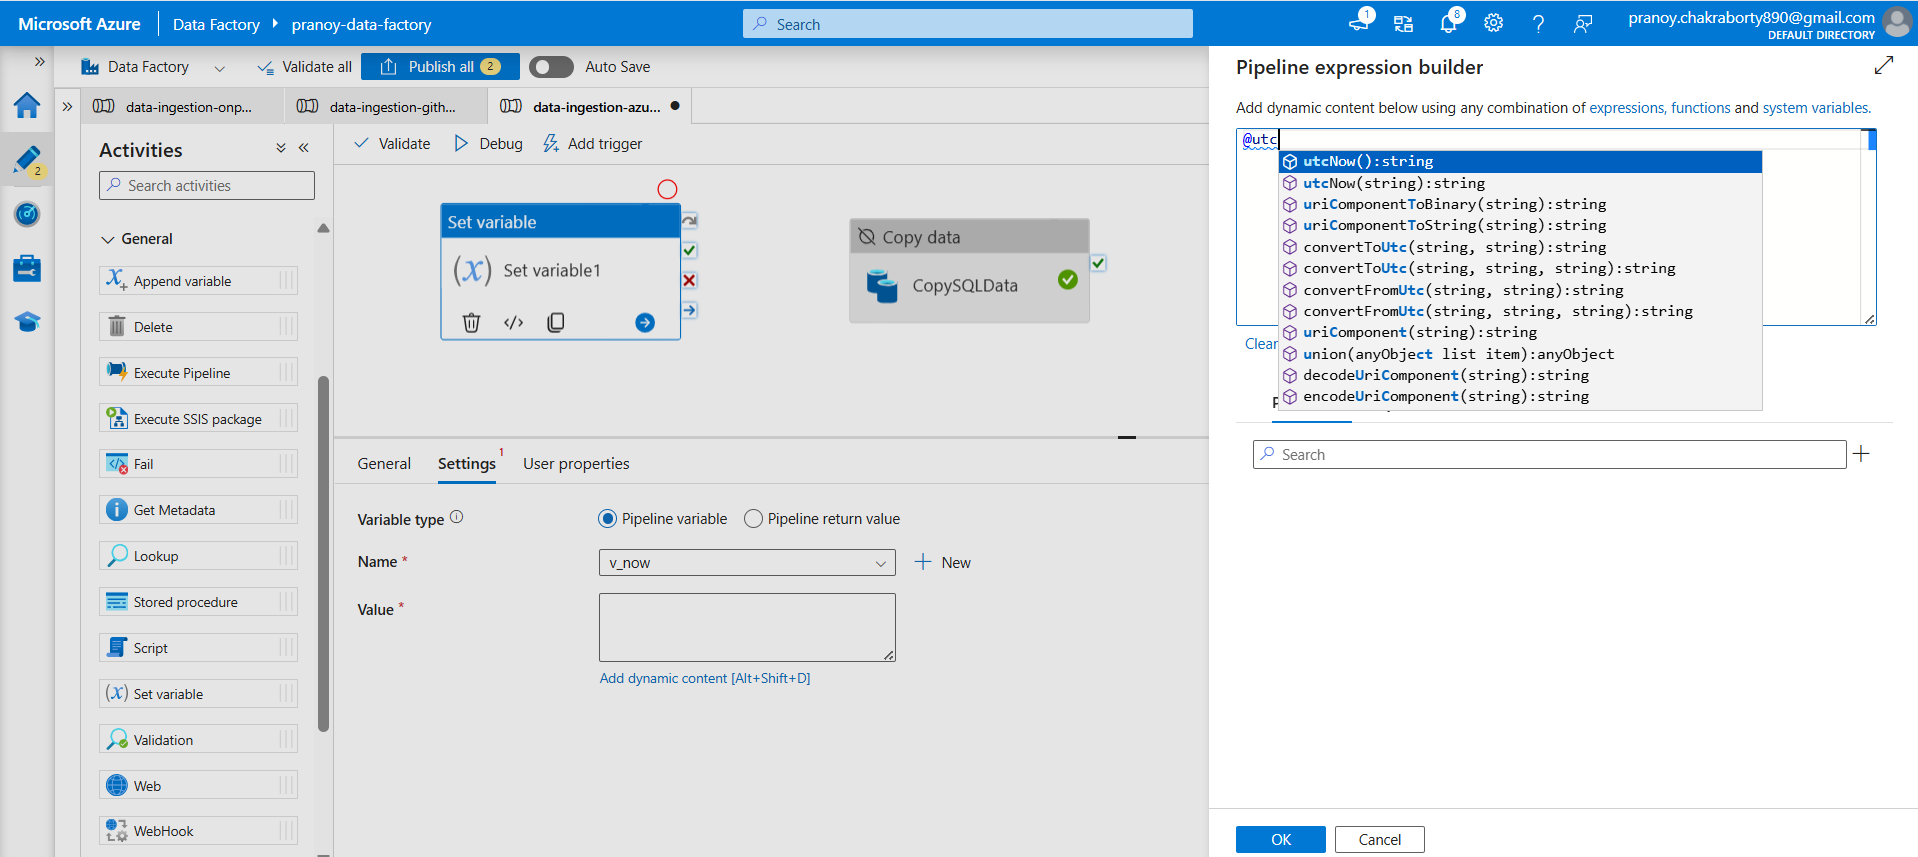 Microsoft Azure
Data Factory
pranoy-data-factory
Search
1
8
pranoy.chakraborty890@gmail.com
DEFAULT DIRECTORY
Data Factory
Validate all
Publish all
2
Auto Save
data-ingestion-onp...
data-ingestion-gith...
data-ingestion-azu...
2
Activities
Search activities
General
Append variable
Delete
Execute Pipeline
Execute SSIS package
Fail
Get Metadata
Lookup
Stored procedure
Script
Set variable
Validation
Web
WebHook
Validate
Debug
Add trigger
Set variable
(x)
Set variable1
Copy data
CopySQLData
General
Settings
1
User properties
Variable type
Pipeline variable
Pipeline return value
Name *
v_now
New
Value *
Add dynamic content [Alt+Shift+D]
Pipeline expression builder
Add dynamic content below using any combination of expressions, functions and system variables.
@utc
utcNow():string
utcNow(string):string
uriComponentToBinary(string):string
uriComponentToString(string):string
convertToUtc(string, string):string
convertToUtc(string, string, string):string
convertFromUtc(string, string):string
convertFromUtc(string, string, string):string
uriComponent(string):string
union(anyObject list item):anyObject
decodeUriComponent(string):string
encodeUriComponent(string):string
Clear
Search
OK
Cancel